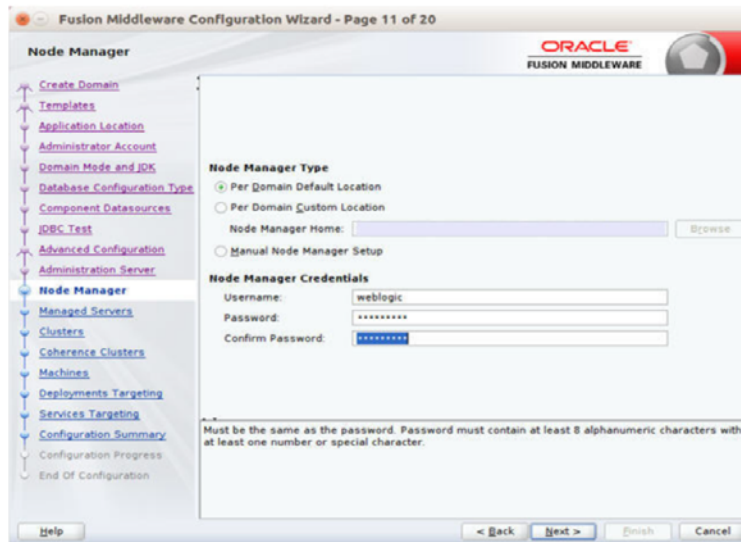 Fusion Middleware Configuration Wizard - Page 11 of 20
Node Manager
ORACLE
FUSION MIDDLEWARE
Create Domain
Templates
Application Location
Administrator Account
Domain Mode and JDK
Database Configuration Type
Component Datasources
JDBC Test
Advanced Configuration
Administration Server
Node Manager
Managed Servers
Clusters
Coherence Clusters
Machines
Deployments Targeting
Services Targeting
Configuration Summary
Configuration Progress
End Of Configuration
Node Manager Type
Per Domain Default Location
Per Domain Custom Location
Node Manager Home:
Browse
Manual Node Manager Setup
Node Manager Credentials
Username: weblogic
Password: •••••••••
Confirm Password: •••••••••
Must be the same as the password. Password must contain at least 8 alphanumeric characters with
at least one number or special character.
Help
< Back Next > Finish Cancel